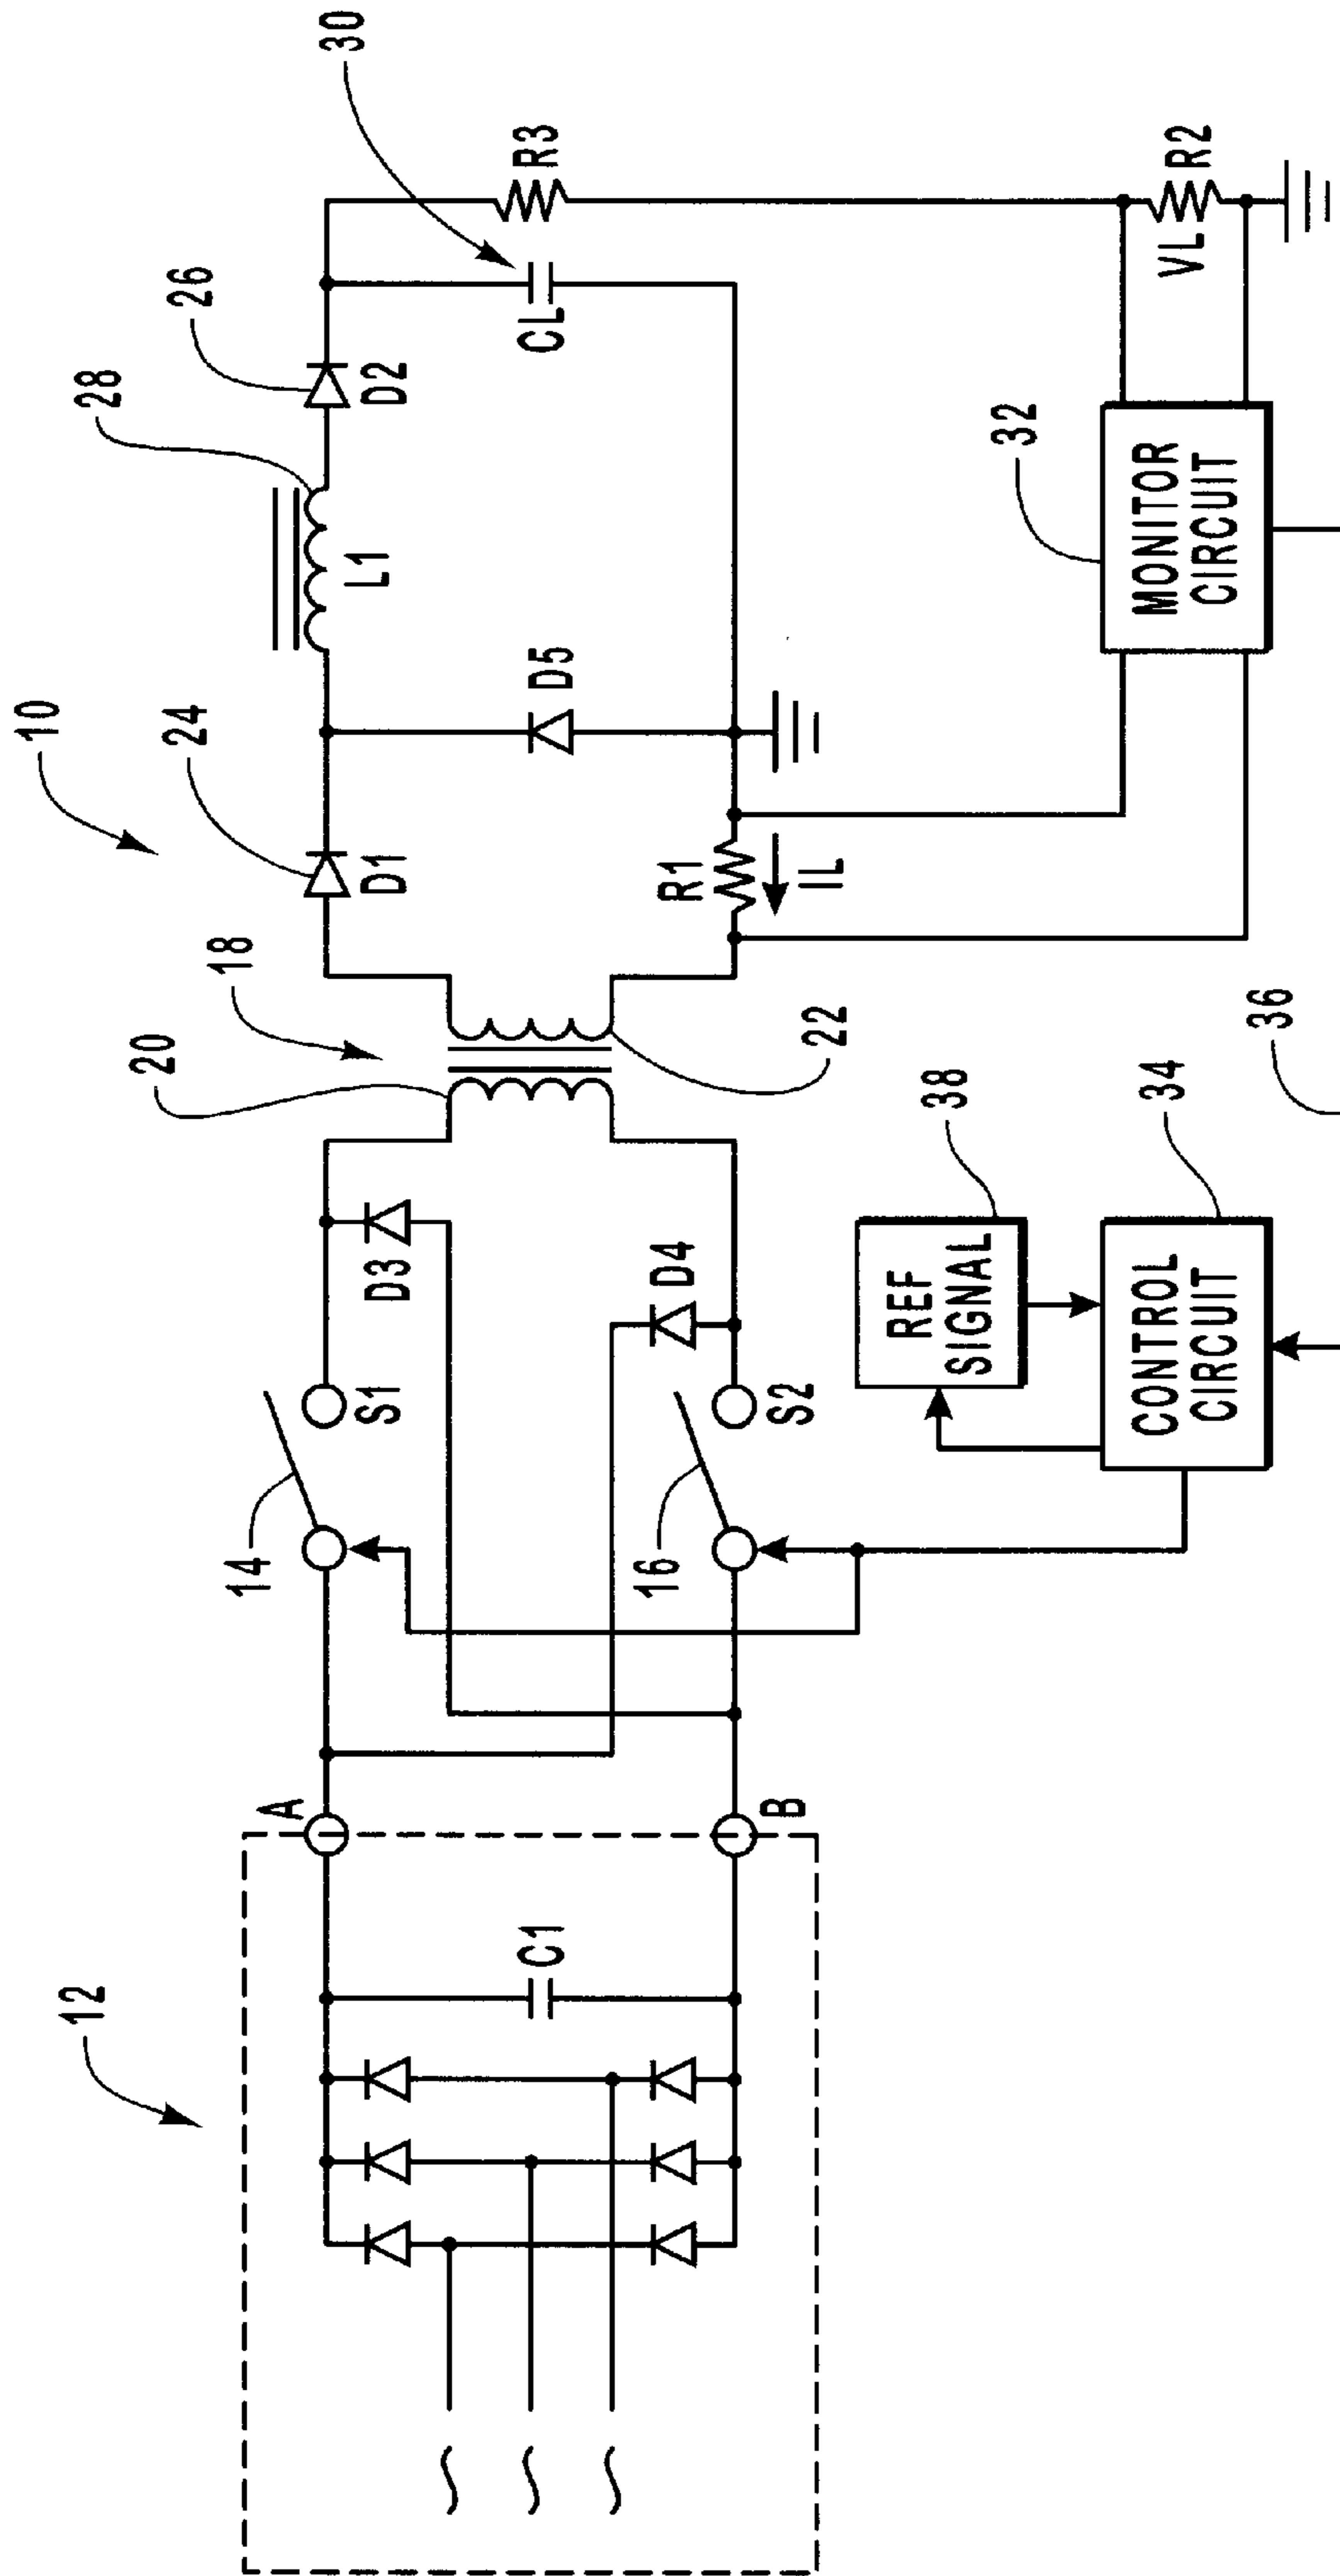 10
12
14
S1
D3
20
18
24
D1
28
L1
26
D2
30
A
C1
CL
R3
D5
D4
22
R1
IL
B
16
S2
REF
SIGNAL
38
CONTROL
CIRCUIT
34
36
32
MONITOR
CIRCUIT
VL
R2